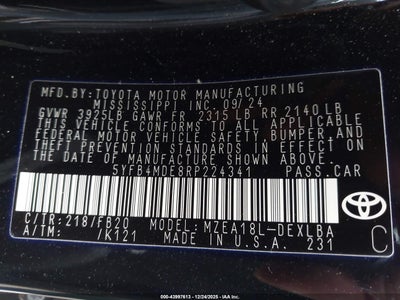 MFD.BY:TOYOTA MOTOR MANUFACTURING
MISSISSIPPI INC. 09/24
GVWR 3925LB GAWR FR 2315 LB RR 2140 LB
THIS VEHICLE CONFORMS TO ALL APPLICABLE
FEDERAL MOTOR VEHICLE SAFETY, BUMPER, AND
THEFT PREVENTION STANDARDS IN EFFECT ON
THE DATE OF MANUFACTURE SHOWN ABOVE.
5YFB4MDE8RP224341 PASS.CAR
C/TR:218/FB20 MODEL:MZEA18L-DEXLBA
A/TM: /K121 MADE IN U.S.A. 231
TOYOTA
C
ID: 43997613 - 12/24/2025 - IAA Inc.